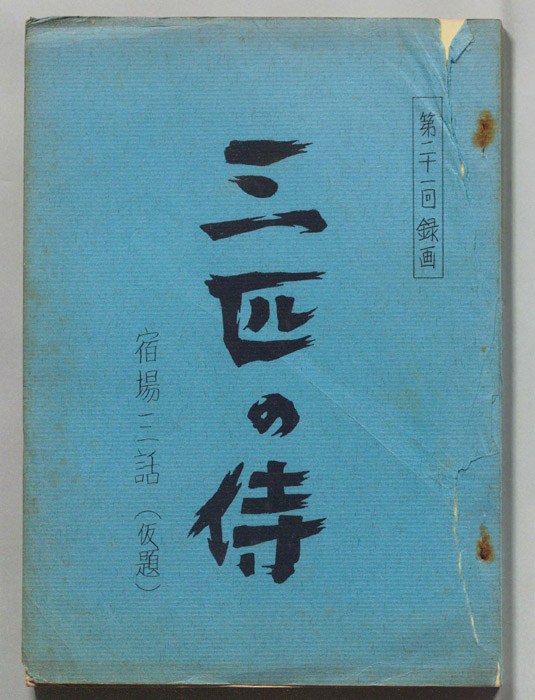 第二十一回録画
三匹の侍
宿場三話（仮題）